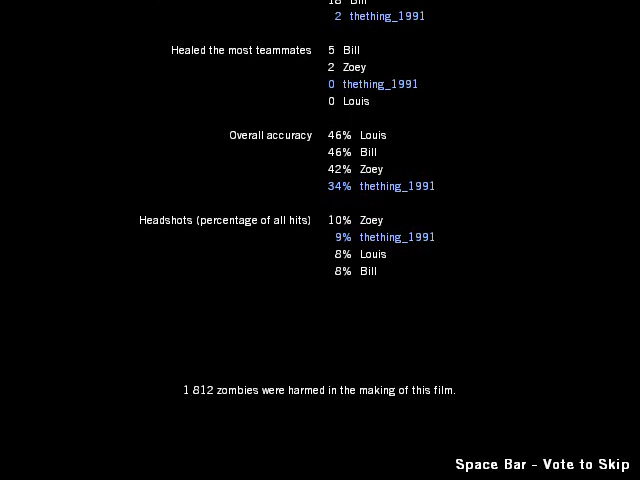 18 Bill
2 thething_1991
Healed the most teammates 5 Bill
2 Zoey
0 thething_1991
0 Louis
Overall accuracy 46% Louis
46% Bill
42% Zoey
34% thething_1991
Headshots (percentage of all hits) 10% Zoey
9% thething_1991
8% Louis
8% Bill
1 812 zombies were harmed in the making of this film.
Space Bar - Vote to Skip